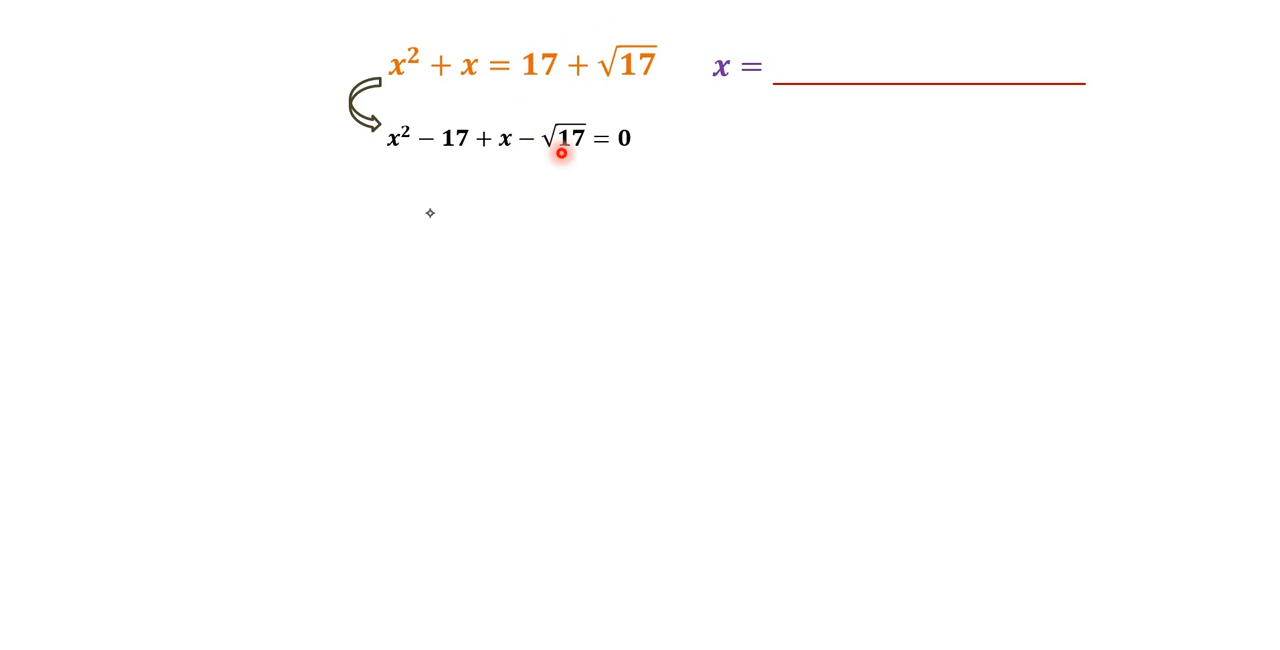 x² + x = 17 + √17 x = ____________________
x² − 17 + x − √17 = 0